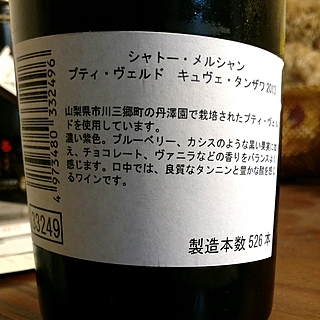 シャトー・メルシャン
プティ・ヴェルド キュヴェ・タンザワ
山梨県市川三郷町の丹澤園で栽培されたプティ・ヴェル
ドを使用しています。
濃い紫色。ブルーベリー、カシスのような黒い果実に
え、チョコレート、ヴァニラなどの香りをバランスよ
感じます。口中では、良質なタンニンと豊かな酸を感
るワインです。
製造本数 526 本
4 973480 332496
33249